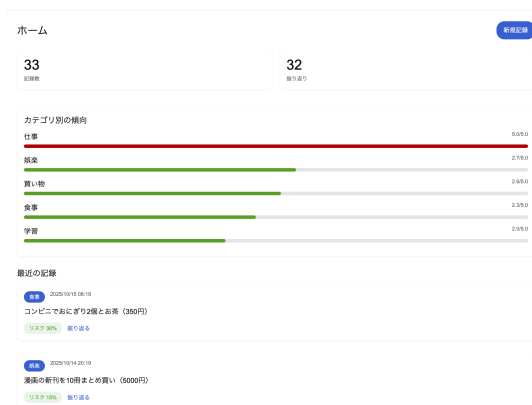 ホーム
新規記録
33
記録数
32
振り返り
カテゴリ別の傾向
仕事
5.0/5.0
娯楽
2.7/5.0
買い物
2.6/5.0
食事
2.3/5.0
学習
2.0/5.0
最近の記録
食事 2025/10/15 08:19
コンビニでおにぎり2個とお茶（350円）
リスク 30% 振り返る
娯楽 2025/10/14 20:19
漫画の新刊を10冊まとめ買い（5000円）
リスク 16% 振り返る